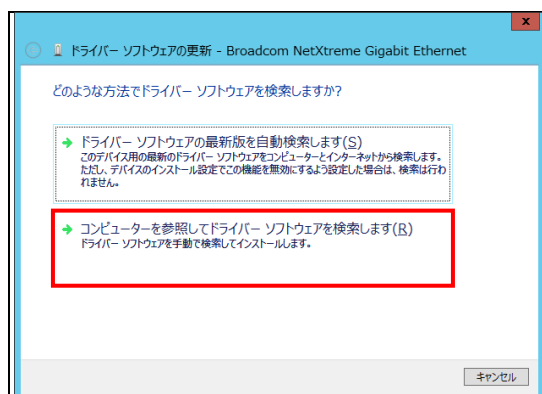 x
ドライバー ソフトウェアの更新 - Broadcom NetXtreme Gigabit Ethernet
どのような方法でドライバー ソフトウェアを検索しますか?
ドライバー ソフトウェアの最新版を自動検索します(S)
このデバイス用の最新のドライバー ソフトウェアをコンピューターとインターネットから検索します。
ただし、デバイスのインストール設定でこの機能を無効にするよう設定した場合は、検索は行わ
れません。
コンピューターを参照してドライバー ソフトウェアを検索します(R)
ドライバー ソフトウェアを手動で検索してインストールします。
キャンセル